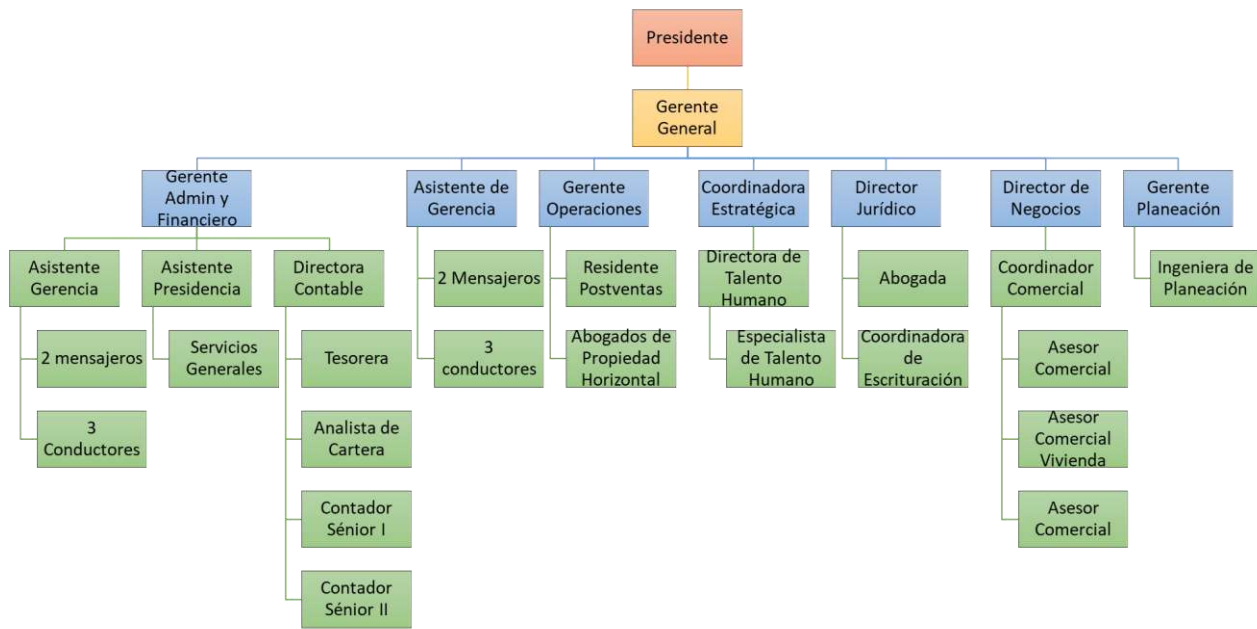 Presidente
Gerente
General
Gerente
Admin y
Financiero
Asistente de
Gerencia
Gerente
Operaciones
Coordinadora
Estratégica
Director
Jurídico
Director de
Negocios
Gerente
Planeación
Asistente
Gerencia
Asistente
Presidencia
Directora
Contable
2 Mensajeros
Residente
Postventas
Directora de
Talento
Humano
Abogada
Coordinador
Comercial
Ingeniera de
Planeación
2 mensajeros
Servicios
Generales
Tesorera
3
conductores
Abogados de
Propiedad
Horizontal
Especialista
de Talento
Humano
Coordinadora
de
Escrituración
Asesor
Comercial
3
Conductores
Analista de
Cartera
Asesor
Comercial
Vivienda
Contador
Sénior I
Asesor
Comercial
Contador
Sénior II